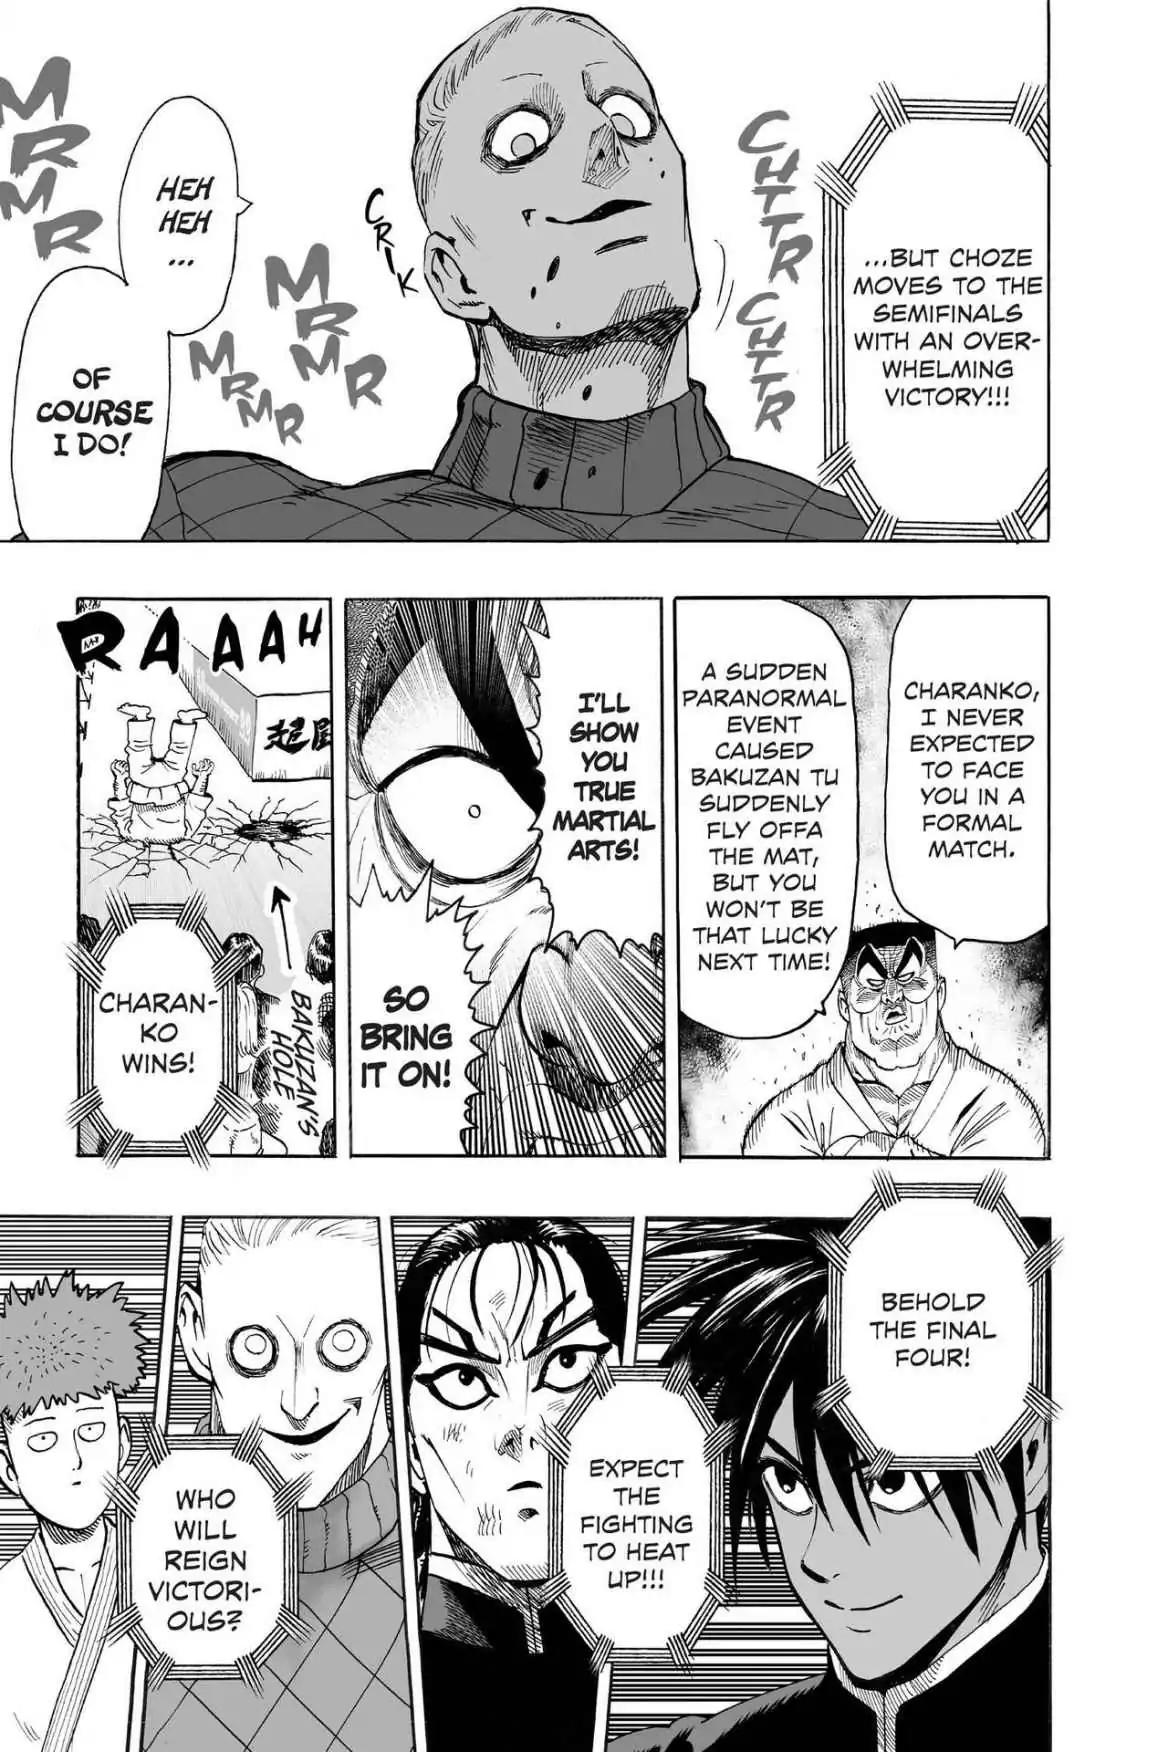 ...BUT CHOZE
MOVES TO THE
SEMIFINALS
WITH AN OVER-
WHELMING
VICTORY!!!
CHTTR
CHTTR
CRIK
MRMR
MRMR
MRMR
HEH
HEH
...
OF
COURSE
I DO!
CHARANKO,
I NEVER
EXPECTED
TO FACE
YOU IN A
FORMAL
MATCH.
A SUDDEN
PARANORMAL
EVENT
CAUSED
BAKUZAN TU
SUDDENLY
FLY OFFA
THE MAT,
BUT YOU
WON'T BE
THAT LUCKY
NEXT TIME!
I'LL
SHOW
YOU
TRUE
MARTIAL
ARTS!
SO
BRING
IT ON!
RAAAH
超
BAKUZAN'S
HOLE
CHARAN-
KO
WINS!
BEHOLD
THE FINAL
FOUR!
EXPECT
THE
FIGHTING
TO HEAT
UP!!!
WHO
WILL
REIGN
VICTORI-
OUS?